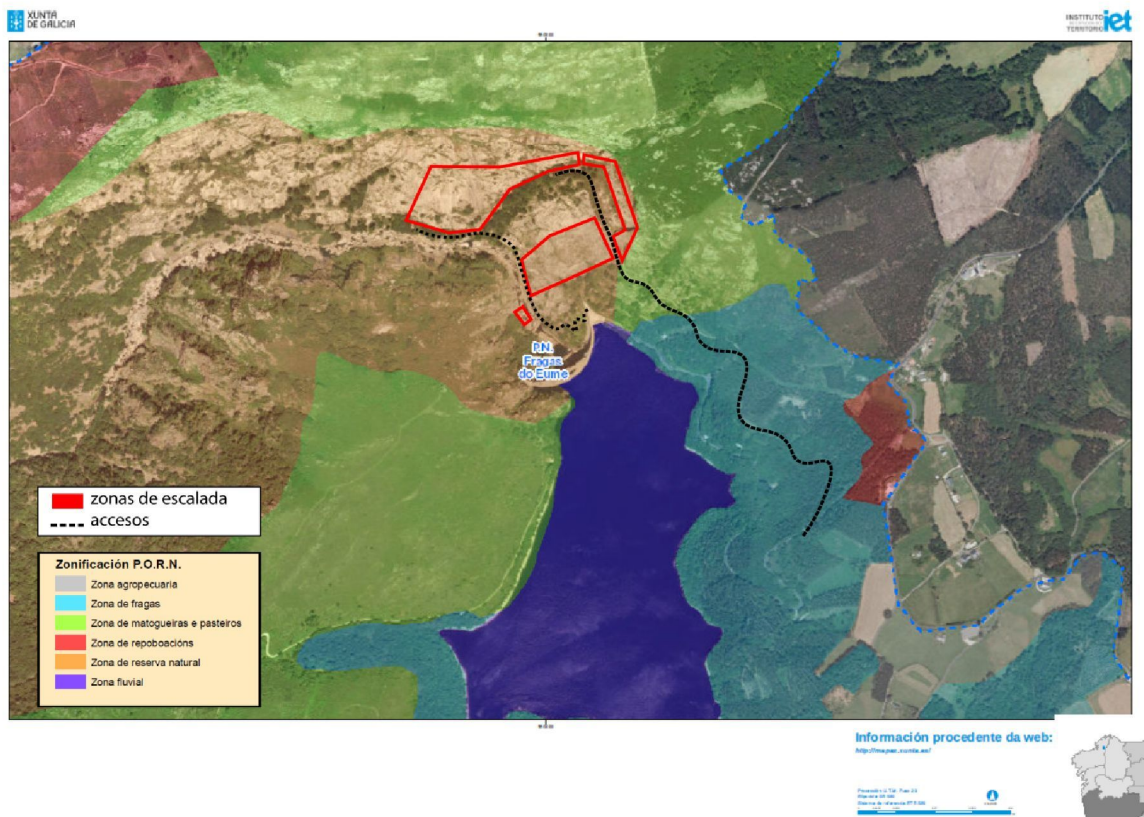 XUNTA
DE GALICIA
INSTITUTO
TERRITORIO
iet
P.N.
Fragas
do Eume
zonas de escalada
accesos
Zonificación P.O.R.N.
Zona agropecuaria
Zona de fragas
Zona de matogueiras e pasteiros
Zona de repoboacións
Zona de reserva natural
Zona fluvial
Información procedente da web:
http://mapas.xunta.es/